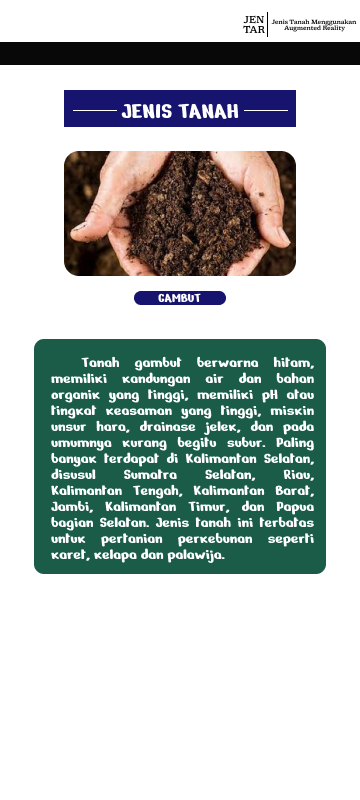 JEN
TAR
Jenis Tanah Menggunakan
Augmented Reality
JENIS TANAH
GAMBUT
Tanah gambut berwarna hitam,
memiliki kandungan air dan bahan
organik yang tinggi, memiliki pH atau
tingkat keasaman yang tinggi, miskin
unsur hara, drainase jelek, dan pada
umumnya kurang begitu subur. Paling
banyak terdapat di Kalimantan Selatan,
disusul Sumatra Selatan, Riau,
Kalimantan Tengah, Kalimantan Barat,
Jambi, Kalimantan Timur, dan Papua
bagian Selatan. Jenis tanah ini terbatas
untuk pertanian perkebunan seperti
karet, kelapa dan palawija.